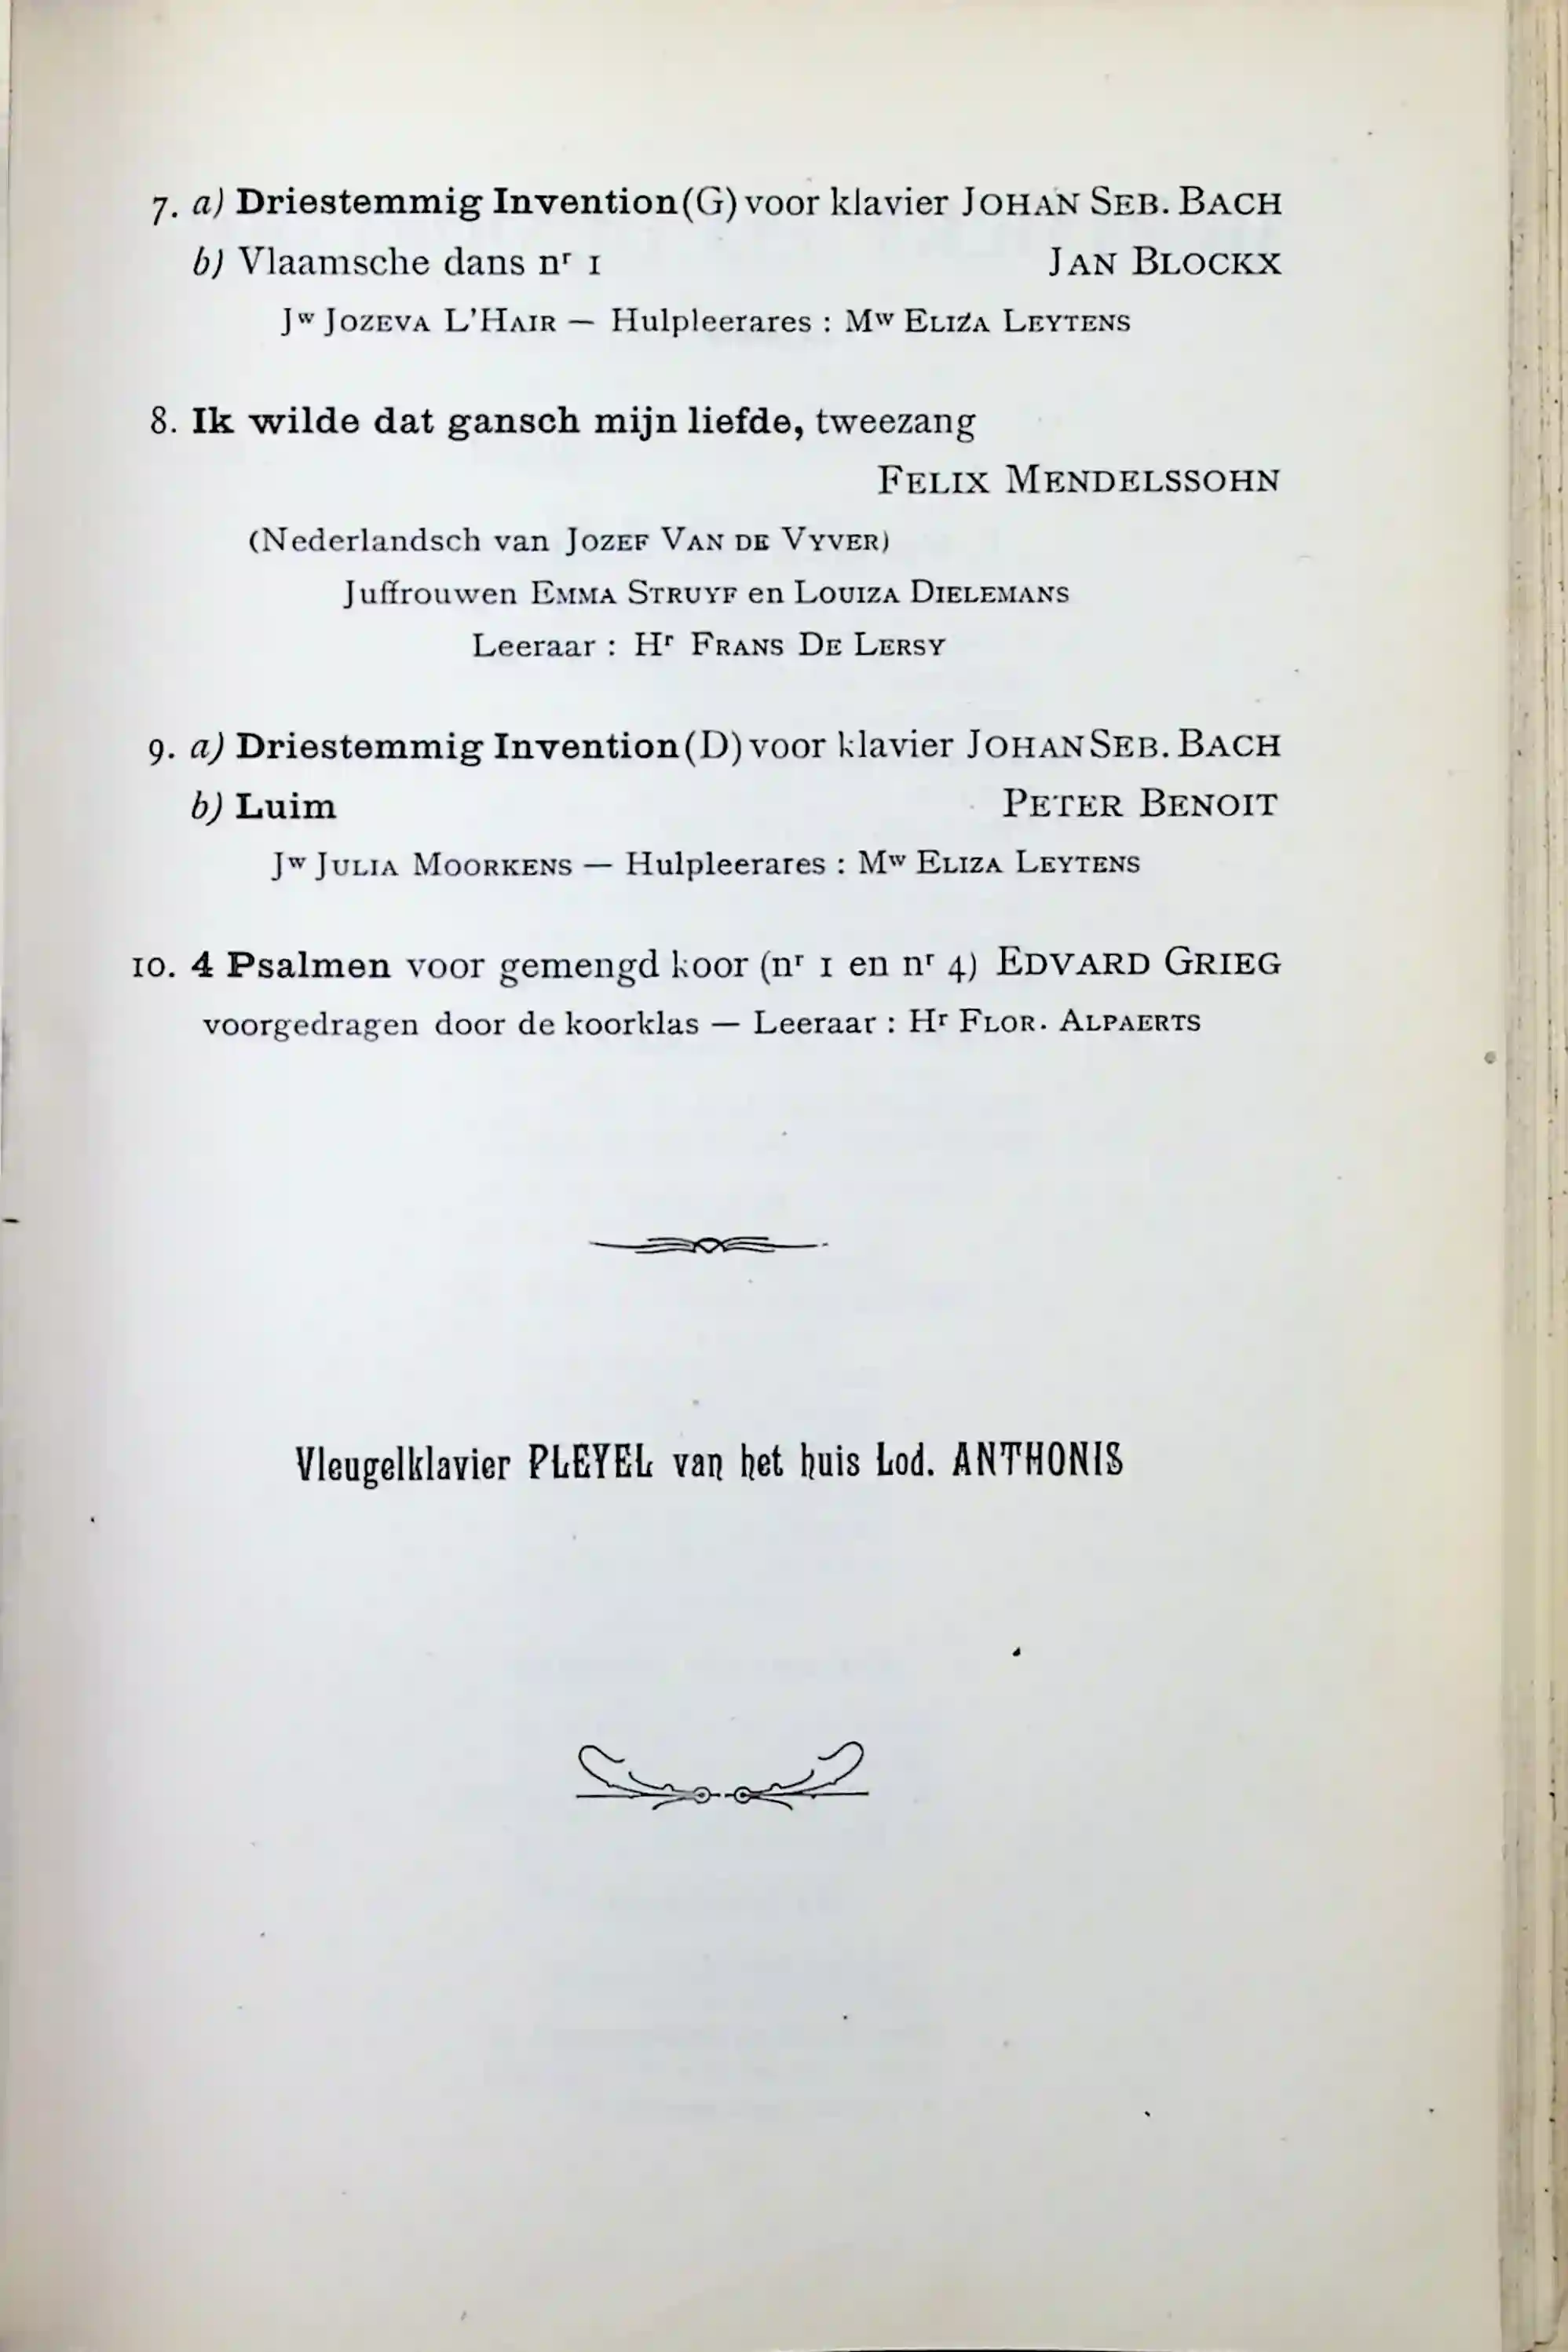 7. a) Driestemmig Invention (G) voor klavier JOHAN SEB. BACH
b) Vlaamsche dans nʳ 1 JAN BLOCKX
Jʷ JOZEVA L'HAIR — Hulpleerares : Mʷ ELIZA LEYTENS
8. Ik wilde dat gansch mijn liefde, tweezang
FELIX MENDELSSOHN
(Nederlandsch van JOZEF VAN DE VYVER)
Juffrouwen EMMA STRUYF en LOUIZA DIELEMANS
Leeraar : Hʳ FRANS DE LERSY
9. a) Driestemmig Invention (D) voor klavier JOHAN SEB. BACH
b) Luim PETER BENOIT
Jʷ JULIA MOORKENS — Hulpleerares : Mʷ ELIZA LEYTENS
10. 4 Psalmen voor gemengd koor (nʳ 1 en nʳ 4) EDVARD GRIEG
voorgedragen door de koorklas — Leeraar : Hʳ FLOR. ALPAERTS
Vleugelklavier PLEYEL van het huis Lod. ANTHONIS